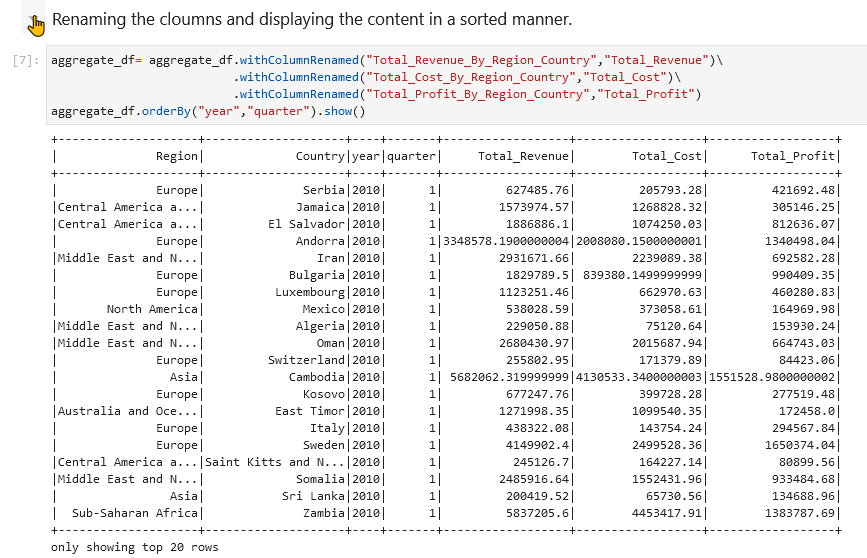 Renaming the cloumns and displaying the content in a sorted manner.
[7]: aggregate_df= aggregate_df.withColumnRenamed("Total_Revenue_By_Region_Country","Total_Revenue")\
                         .withColumnRenamed("Total_Cost_By_Region_Country","Total_Cost")\
                         .withColumnRenamed("Total_Profit_By_Region_Country","Total_Profit")
aggregate_df.orderBy("year","quarter").show()
+--------------------+--------------------+----+-------+------------------+------------------+------------------+
|              Region|             Country|year|quarter|     Total_Revenue|        Total_Cost|      Total_Profit|
+--------------------+--------------------+----+-------+------------------+------------------+------------------+
|              Europe|              Serbia|2010|      1|         627485.76|         205793.28|         421692.48|
|Central America a...|             Jamaica|2010|      1|        1573974.57|        1268828.32|         305146.25|
|Central America a...|         El Salvador|2010|      1|         1886886.1|        1074250.03|         812636.07|
|              Europe|             Andorra|2010|      1|3348578.1900000004|2008080.1500000001|        1340498.04|
|Middle East and N...|                Iran|2010|      1|        2931671.66|        2239089.38|         692582.28|
|              Europe|            Bulgaria|2010|      1|         1829789.5| 839380.1499999999|         990409.35|
|              Europe|          Luxembourg|2010|      1|        1123251.46|         662970.63|         460280.83|
|       North America|              Mexico|2010|      1|         538028.59|         373058.61|         164969.98|
|Middle East and N...|             Algeria|2010|      1|         229050.88|          75120.64|         153930.24|
|Middle East and N...|                Oman|2010|      1|        2680430.97|        2015687.94|         664743.03|
|              Europe|         Switzerland|2010|      1|         255802.95|         171379.89|          84423.06|
|                Asia|            Cambodia|2010|      1| 5682062.319999999|4130533.3400000003|1551528.9800000002|
|              Europe|              Kosovo|2010|      1|         677247.76|         399728.28|         277519.48|
|Australia and Oce...|          East Timor|2010|      1|        1271998.35|        1099540.35|          172458.0|
|              Europe|               Italy|2010|      1|         438322.08|         143754.24|         294567.84|
|              Europe|              Sweden|2010|      1|         4149902.4|        2499528.36|        1650374.04|
|Central America a...|Saint Kitts and N...|2010|      1|          245126.7|         164227.14|          80899.56|
|Middle East and N...|             Somalia|2010|      1|        2485916.64|        1552431.96|         933484.68|
|                Asia|           Sri Lanka|2010|      1|         200419.52|          65730.56|         134688.96|
|  Sub-Saharan Africa|              Zambia|2010|      1|         5837205.6|        4453417.91|        1383787.69|
+--------------------+--------------------+----+-------+------------------+------------------+------------------+
only showing top 20 rows